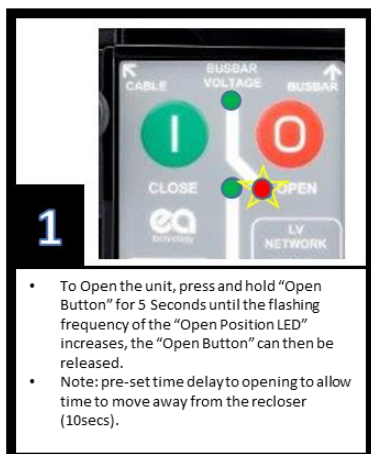 BUSBAR
VOLTAGE
CABLE
BUSBAR
I
O
CLOSE
OPEN
ea
technology
LV
NETWORK
1
• To Open the unit, press and hold “Open
Button” for 5 Seconds until the flashing
frequency of the “Open Position LED”
increases, the “Open Button” can then be
released.
• Note: pre-set time delay to opening to allow
time to move away from the recloser
(10secs).